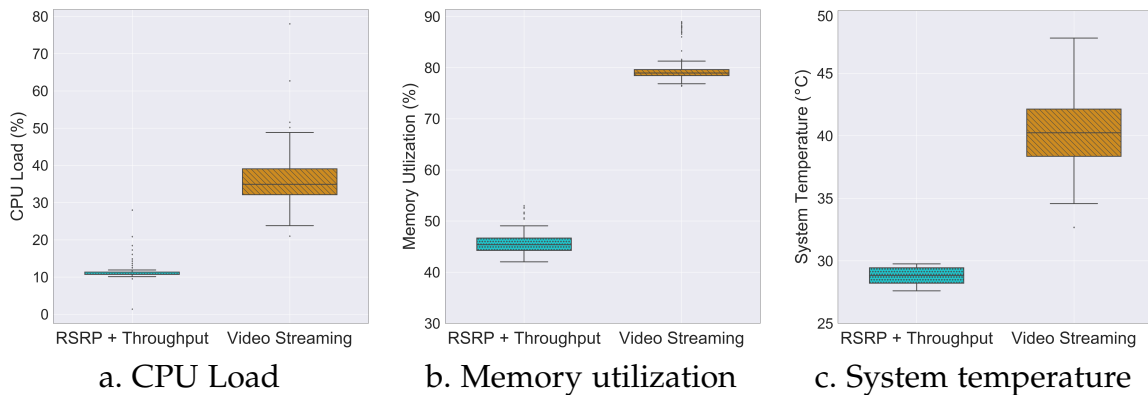 80
70
60
50
40
30
20
10
0
CPU Load (%)
RSRP + Throughput Video Streaming
a. CPU Load
90
80
70
60
50
40
30
Memory Utlization (%)
RSRP + Throughput Video Streaming
b. Memory utilization
50
45
40
35
30
25
System Temperature (°C)
RSRP + Throughput Video Streaming
c. System temperature